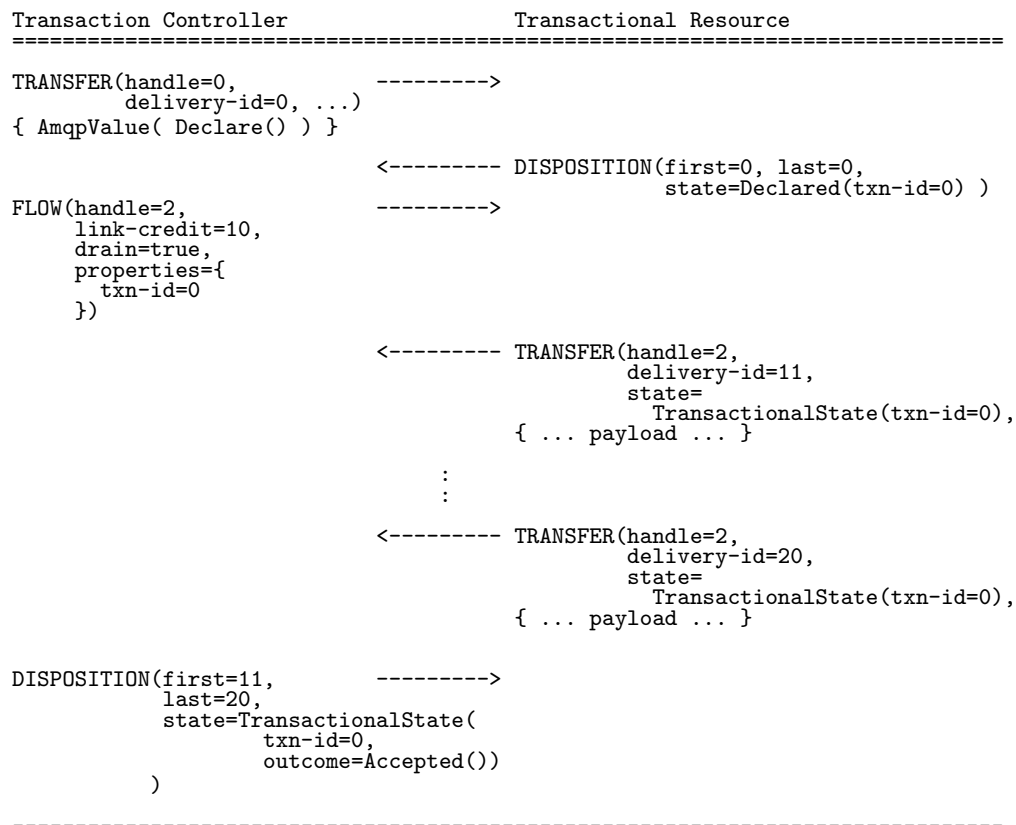 Transaction Controller                  Transactional Resource
===============================================================================
TRANSFER(handle=0,           --------->
         delivery-id=0, ...)
{ AmqpValue( Declare() ) }
                             <--------- DISPOSITION(first=0, last=0,
                                                    state=Declared(txn-id=0) )
FLOW(handle=2,               --------->
     link-credit=10,
     drain=true,
     properties={
       txn-id=0
     })
                             <--------- TRANSFER(handle=2,
                                                 delivery-id=11,
                                                 state=
                                                   TransactionalState(txn-id=0),
                                        { ... payload ... }
                                  :
                                  :
                             <--------- TRANSFER(handle=2,
                                                 delivery-id=20,
                                                 state=
                                                   TransactionalState(txn-id=0),
                                        { ... payload ... }
DISPOSITION(first=11,        --------->
            last=20,
            state=TransactionalState(
                    txn-id=0,
                    outcome=Accepted())
           )
-------------------------------------------------------------------------------